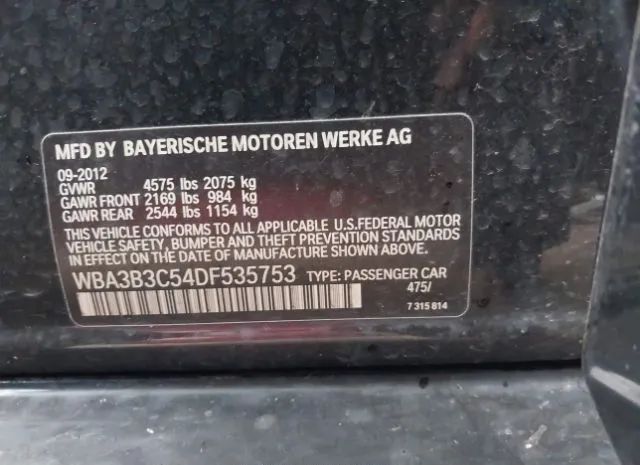 MFD BY BAYERISCHE MOTOREN WERKE AG
09-2012
GVWR 4575 lbs 2075 kg
GAWR FRONT 2169 lbs 984 kg
GAWR REAR 2544 lbs 1154 kg
THIS VEHICLE CONFORMS TO ALL APPLICABLE U.S.FEDERAL MOTOR
VEHICLE SAFETY, BUMPER AND THEFT PREVENTION STANDARDS
IN EFFECT ON THE DATE OF MANUFACTURE SHOWN ABOVE.
WBA3B3C54DF535753 TYPE: PASSENGER CAR
475/
7 315 814